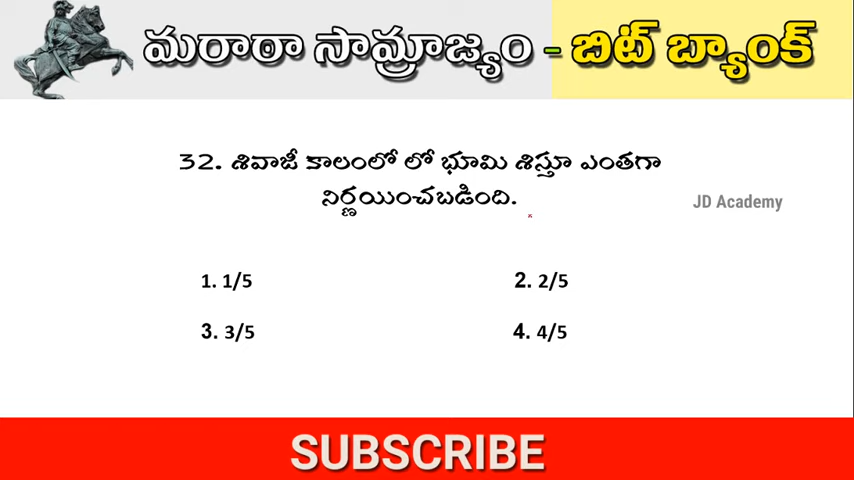 మరాఠా సామ్రాజ్యం - బిట్ బ్యాంక్
32. శివాజీ కాలంలో లో భూమి శిస్తూ ఎంతగా
నిర్ణయించబడింది.
JD Academy
1. 1/5
2. 2/5
3. 3/5
4. 4/5
SUBSCRIBE